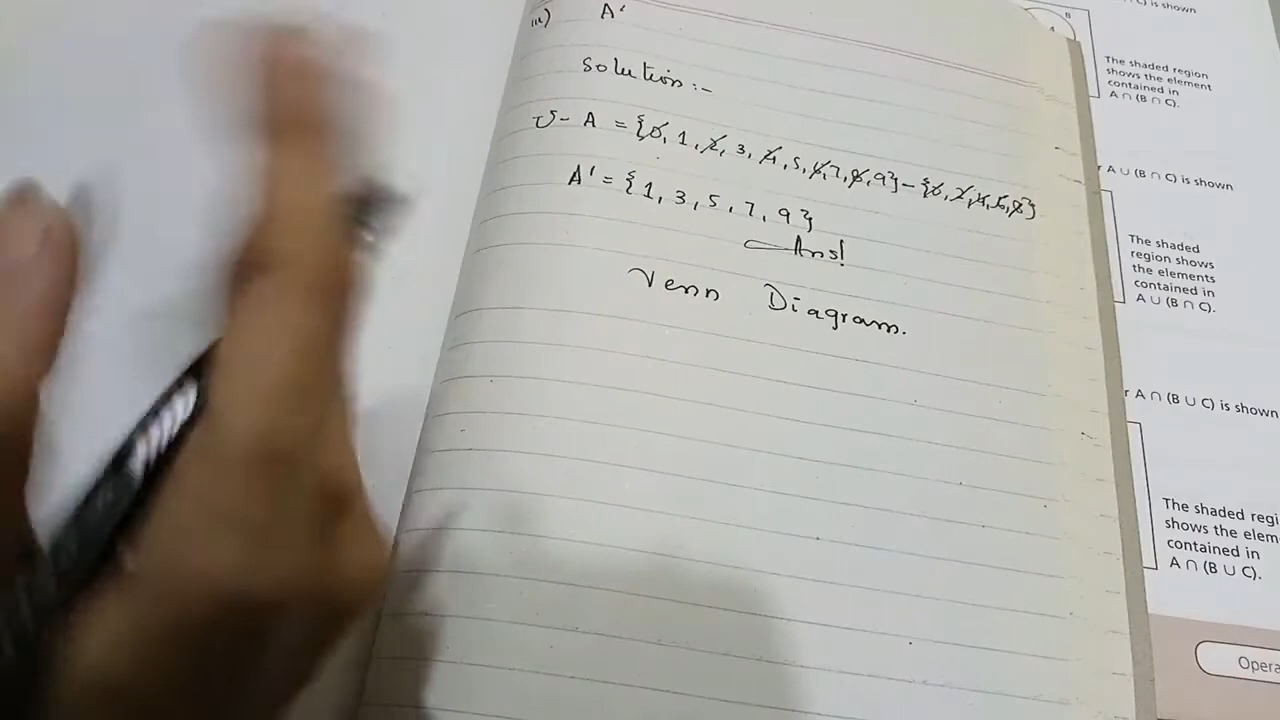 iii) A'
Solution:-
U - A = {0, 1, 2, 3, 4, 5, 6, 7, 8, 9} - {0, 2, 4, 6, 8}
A' = {1, 3, 5, 7, 9}
Ans!
Venn Diagram.
is shown
B
A
The shaded region
shows the element
contained in
A ∩ (B ∩ C).
A ∪ (B ∩ C) is shown
The shaded
region shows
the elements
contained in
A ∪ (B ∩ C).
r A ∩ (B ∪ C) is shown
The shaded regi
shows the elem
contained in
A ∩ (B ∪ C).
Opera